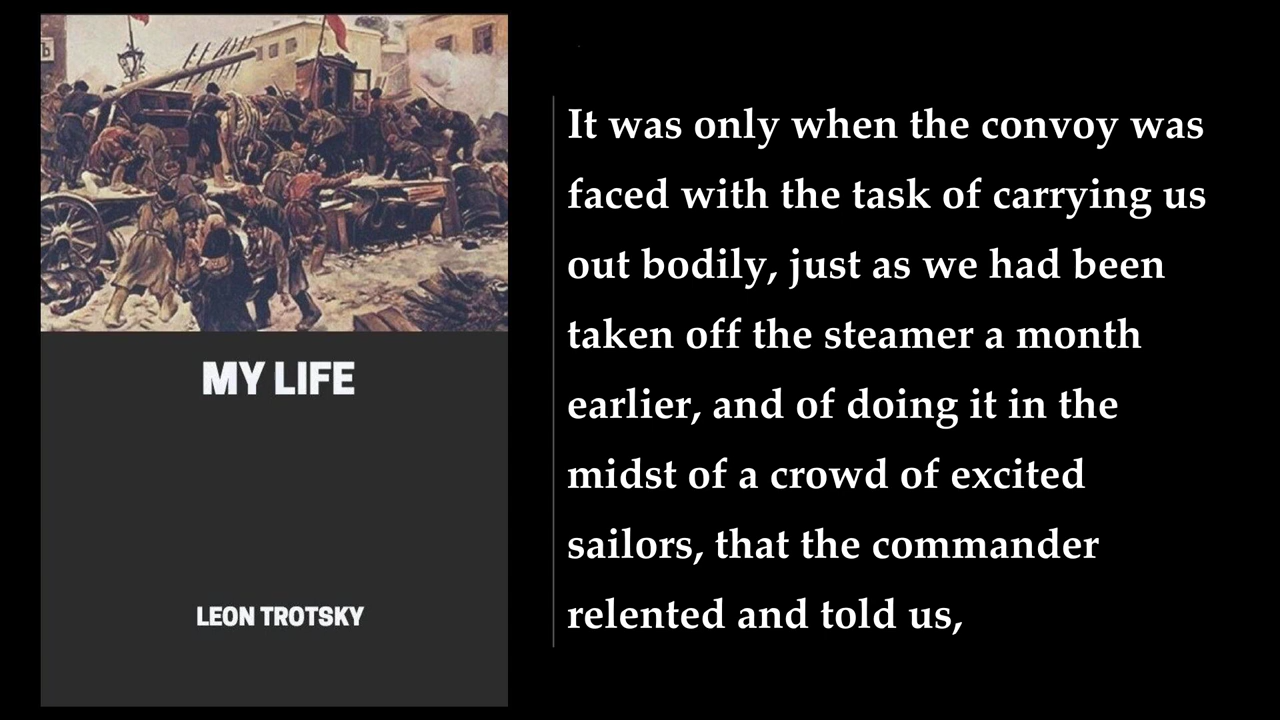 MY LIFE
LEON TROTSKY
It was only when the convoy was
faced with the task of carrying us
out bodily, just as we had been
taken off the steamer a month
earlier, and of doing it in the
midst of a crowd of excited
sailors, that the commander
relented and told us,